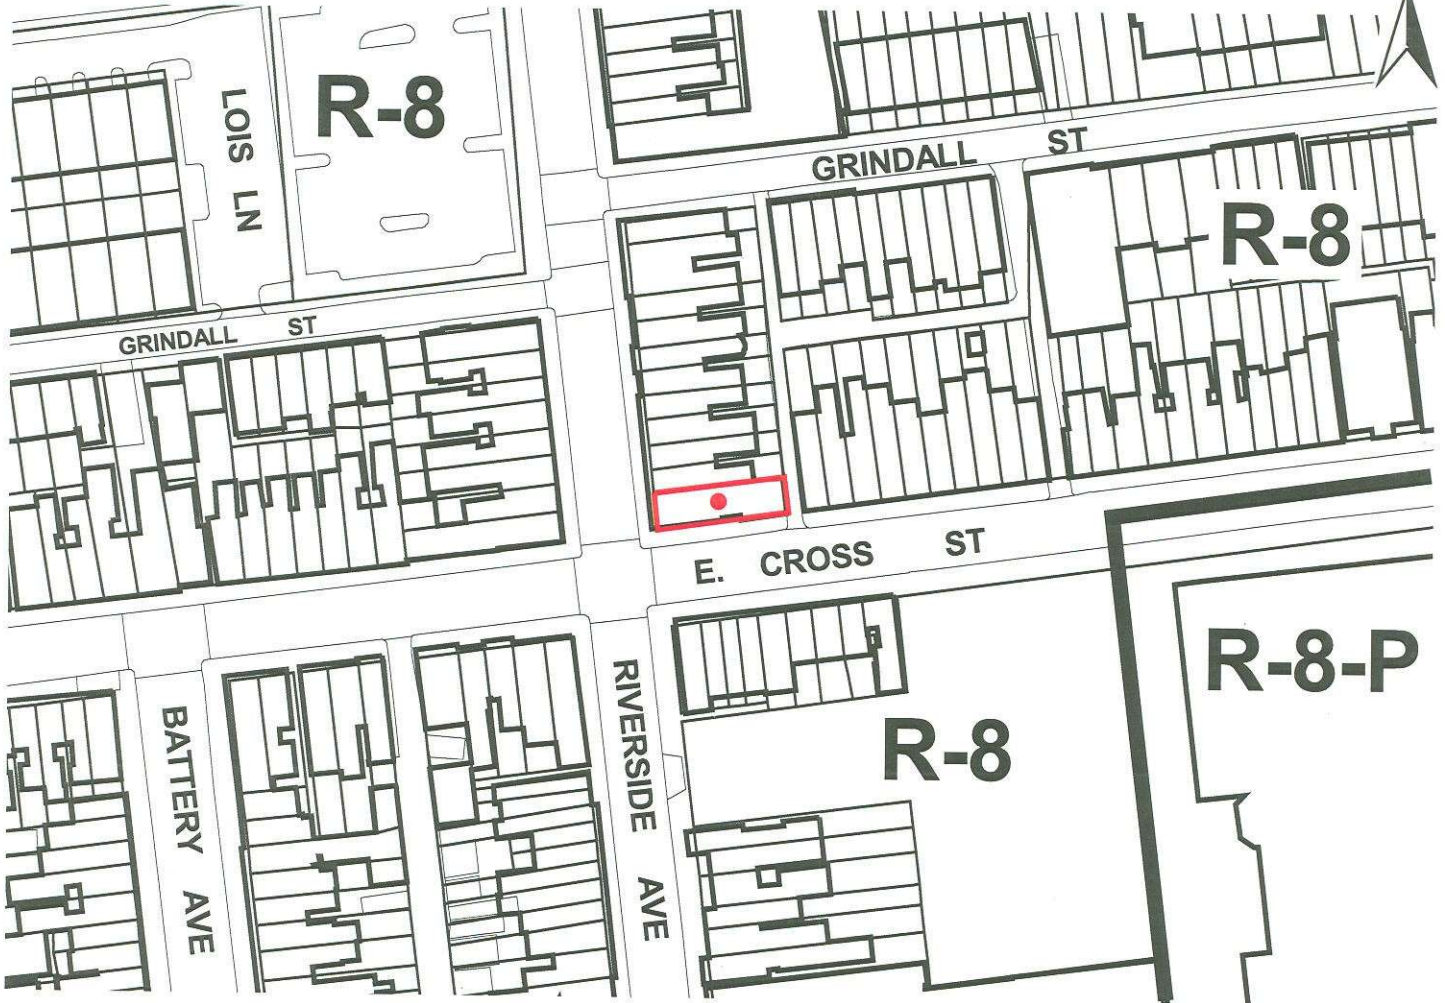 R-8
LOIS LN
GRINDALL ST
R-8
GRINDALL ST
E. CROSS ST
R-8-P
R-8
RIVERSIDE AVE
BATTERY AVE